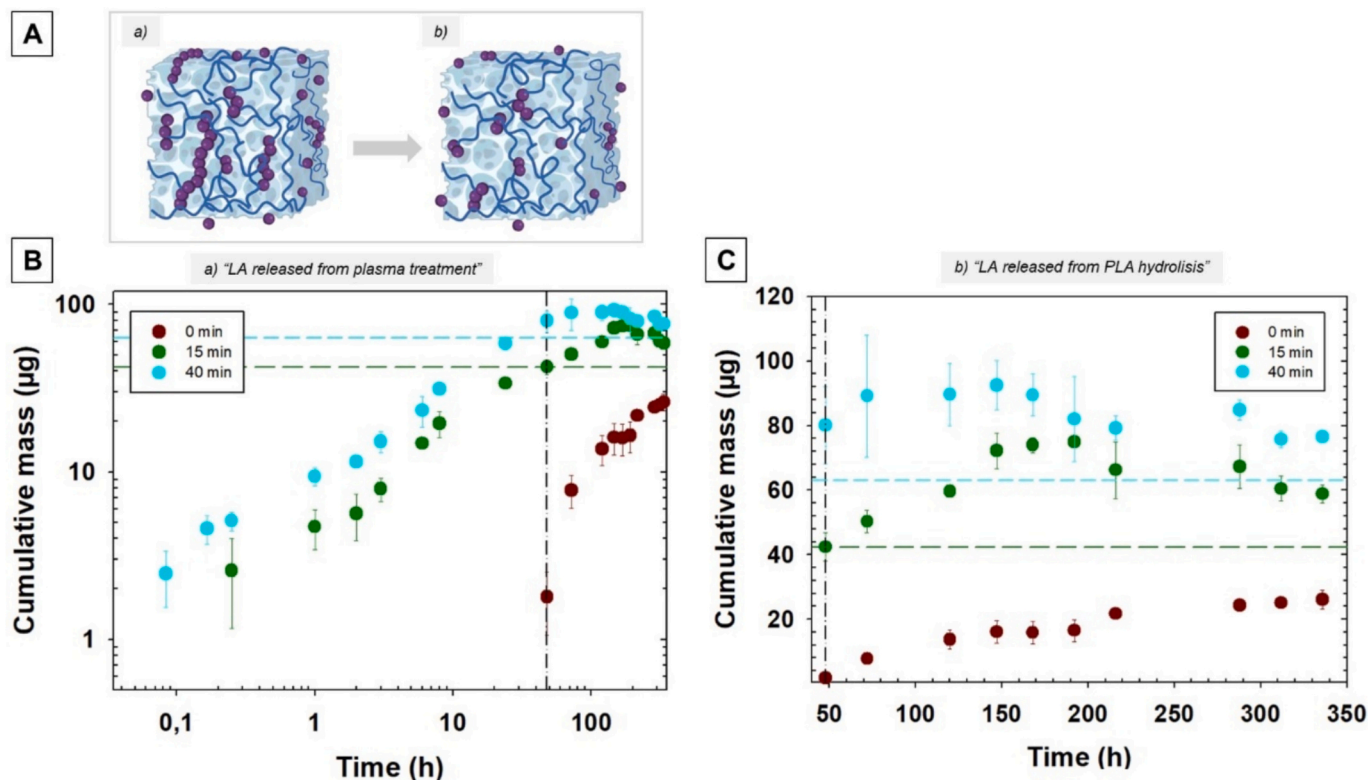 A
a)
b)
B
a) “LA released from plasma treatment”
100
10
1
Cumulative mass (µg)
0 min
15 min
40 min
0,1
1
10
100
Time (h)
C
b) “LA released from PLA hydrolisis”
120
100
80
60
40
20
Cumulative mass (µg)
0 min
15 min
40 min
50
100
150
200
250
300
350
Time (h)